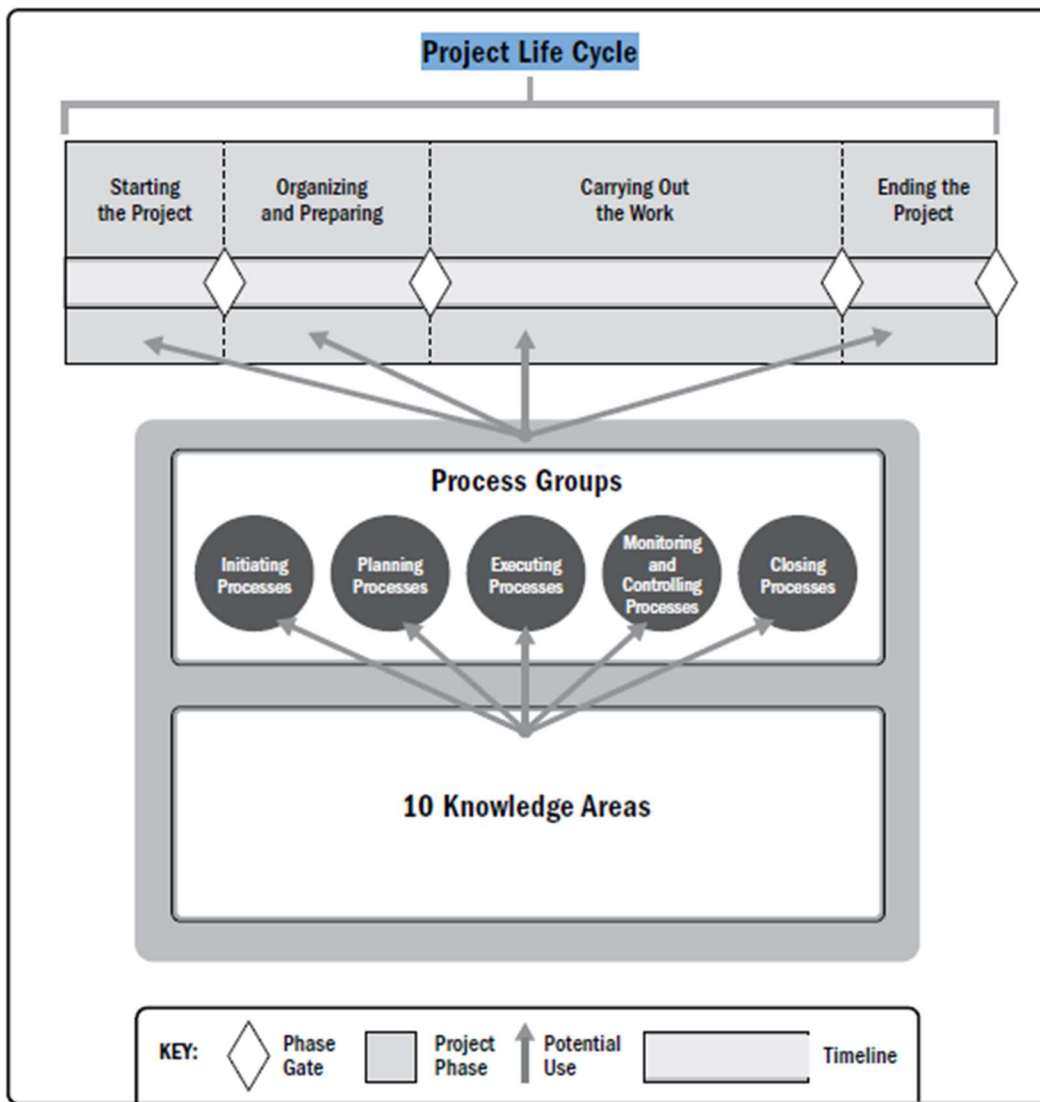 Project Life Cycle
Starting
the Project
Organizing
and Preparing
Carrying Out
the Work
Ending the
Project
Process Groups
Initiating
Processes
Planning
Processes
Executing
Processes
Monitoring
and
Controlling
Processes
Closing
Processes
10 Knowledge Areas
KEY:
Phase
Gate
Project
Phase
Potential
Use
Timeline